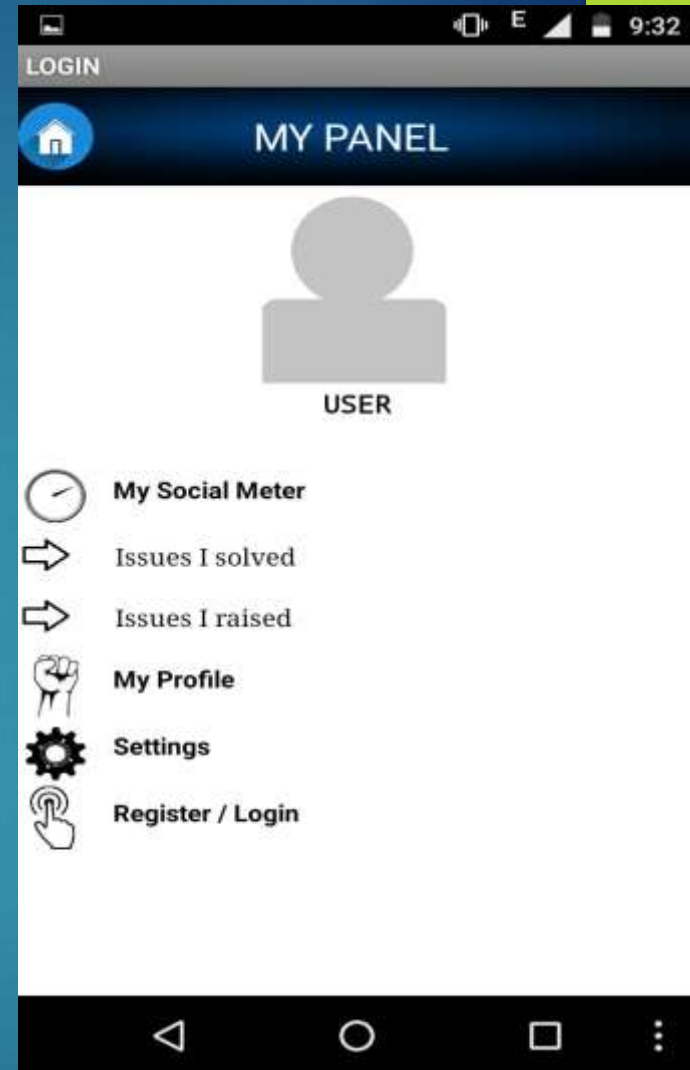 E 9:32
LOGIN
MY PANEL
USER
My Social Meter
Issues I solved
Issues I raised
My Profile
Settings
Register / Login